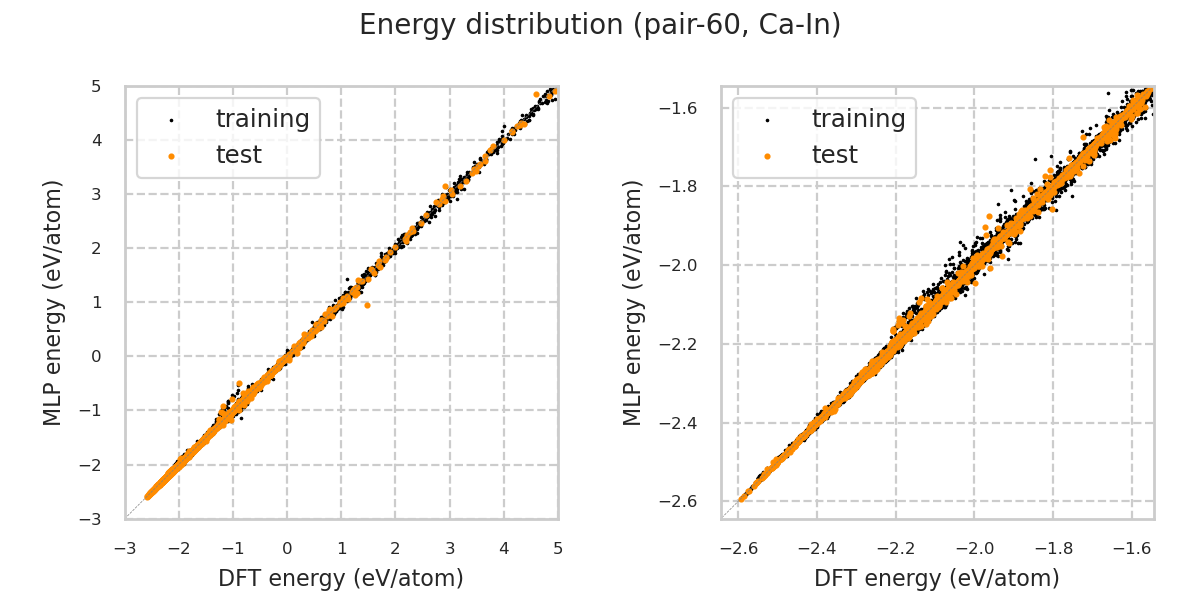 Energy distribution (pair-60, Ca-In)
training
test
5
4
3
2
1
0
−1
−2
−3
MLP energy (eV/atom)
−3 −2 −1 0 1 2 3 4 5
DFT energy (eV/atom)
training
test
−1.6
−1.8
−2.0
−2.2
−2.4
−2.6
MLP energy (eV/atom)
−2.6 −2.4 −2.2 −2.0 −1.8 −1.6
DFT energy (eV/atom)